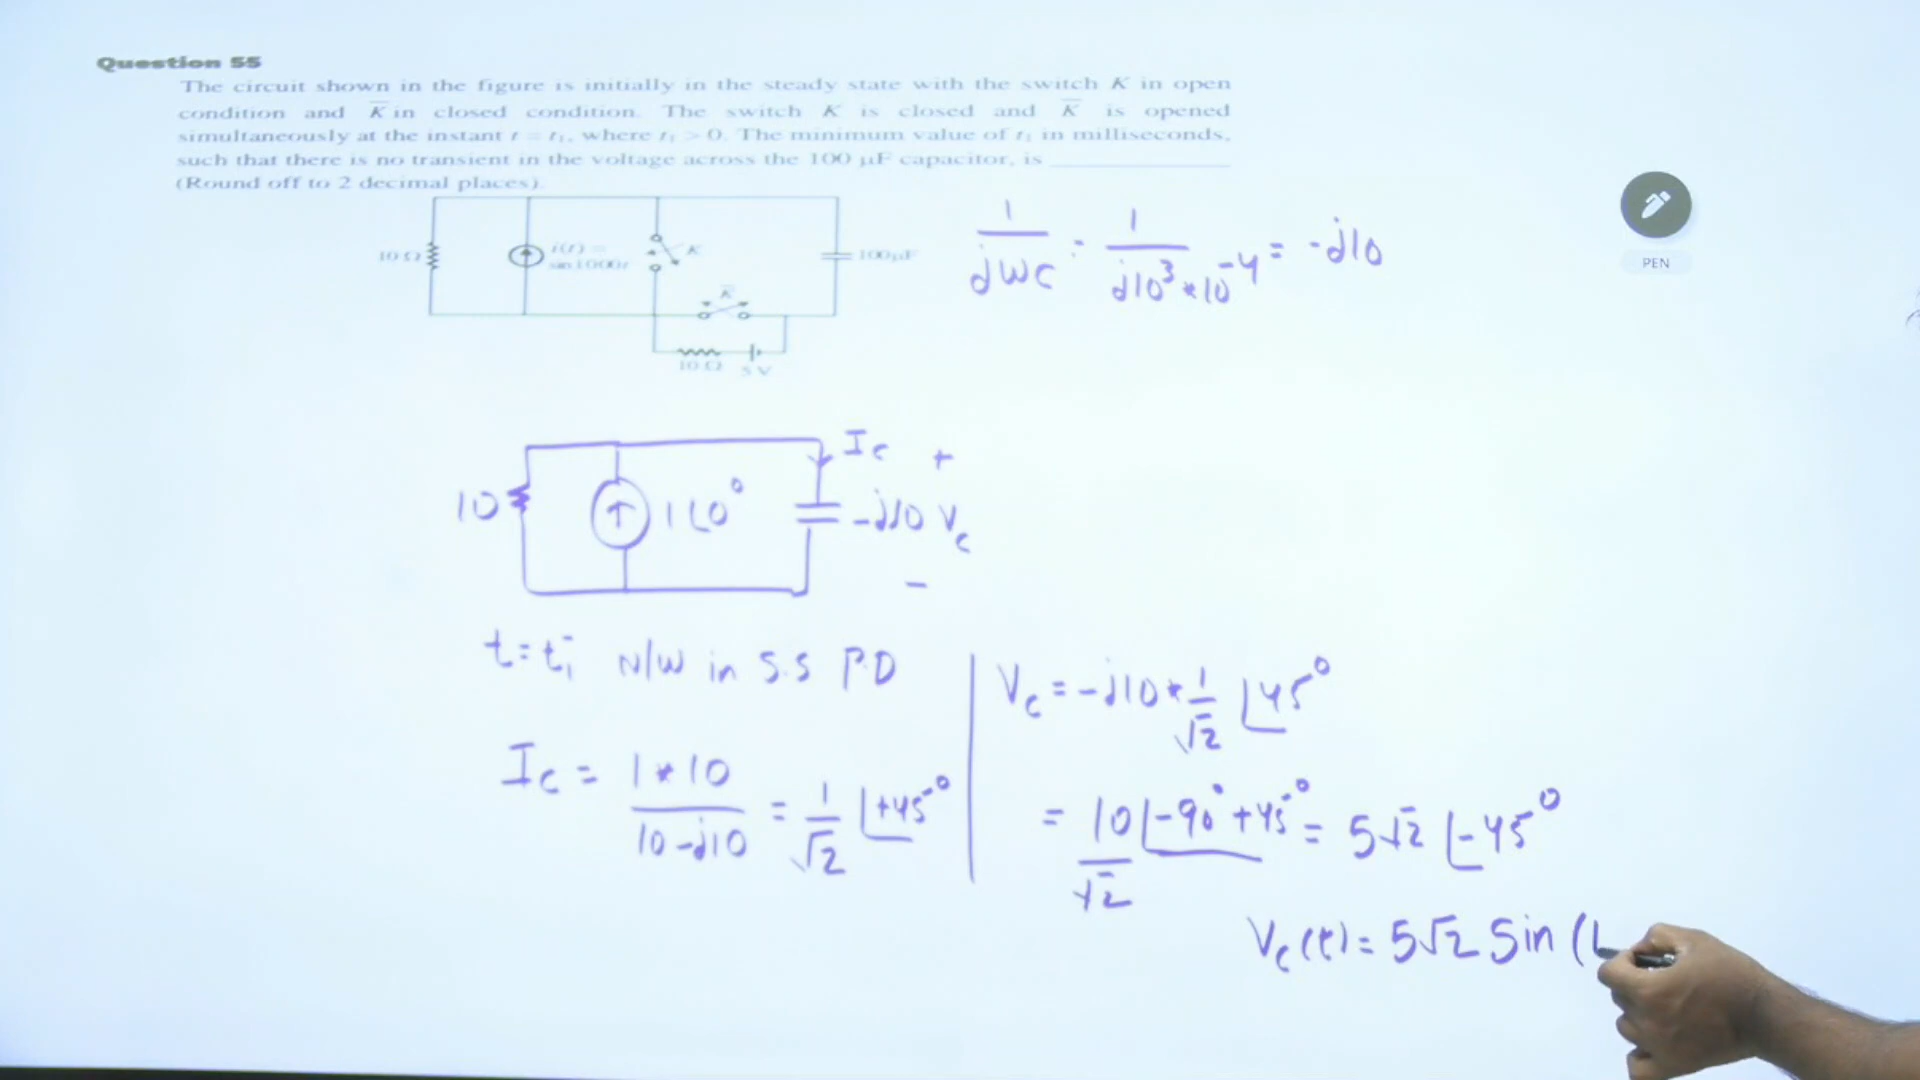 Question 55
The circuit shown in the figure is initially in the steady state with the switch K in open
condition and K̅ in closed condition. The switch K is closed and K̅ is opened
simultaneously at the instant t = t₁, where t₁ > 0. The minimum value of t₁ in milliseconds,
such that there is no transient in the voltage across the 100 μF capacitor, is ____________
(Round off to 2 decimal places).
10 Ω
i(t) =
sin1000t
K
100μF
K̅
10 Ω
5 V
1/jωc = 1/j10³*10⁻⁴ = -j10
PEN
10
1∠0°
Ic
+
-j10 Vc
-
t=t₁⁻ N/W in S.S P.D
Ic = 1*10/10-j10 = 1/√2 ∠+45°
Vc = -j10*1/√2 ∠45°
= 10/√2 ∠-90°+45° = 5√2 ∠-45°
Vc(t)= 5√2 Sin (